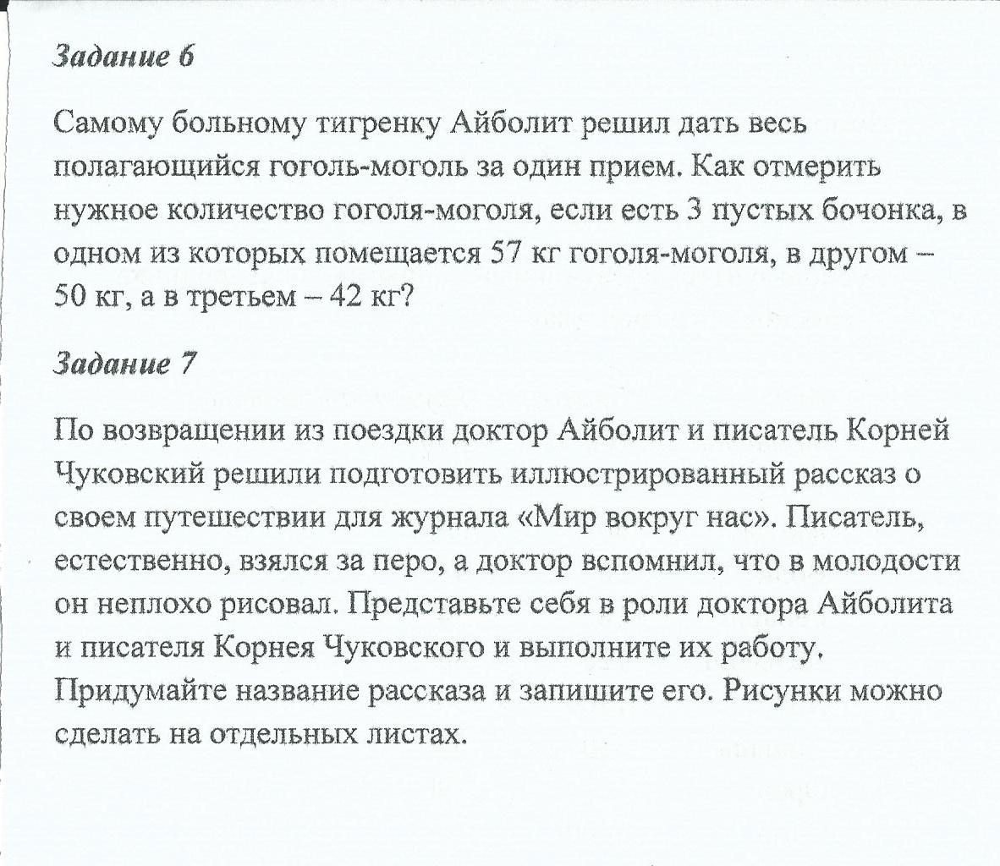 Задание 6
Самому больному тигренку Айболит решил дать весь
полагающийся гоголь-моголь за один прием. Как отмерить
нужное количество гоголя-моголя, если есть 3 пустых бочонка, в
одном из которых помещается 57 кг гоголя-моголя, в другом –
50 кг, а в третьем – 42 кг?
Задание 7
По возвращении из поездки доктор Айболит и писатель Корней
Чуковский решили подготовить иллюстрированный рассказ о
своем путешествии для журнала «Мир вокруг нас». Писатель,
естественно, взялся за перо, а доктор вспомнил, что в молодости
он неплохо рисовал. Представьте себя в роли доктора Айболита
и писателя Корнея Чуковского и выполните их работу.
Придумайте название рассказа и запишите его. Рисунки можно
сделать на отдельных листах.